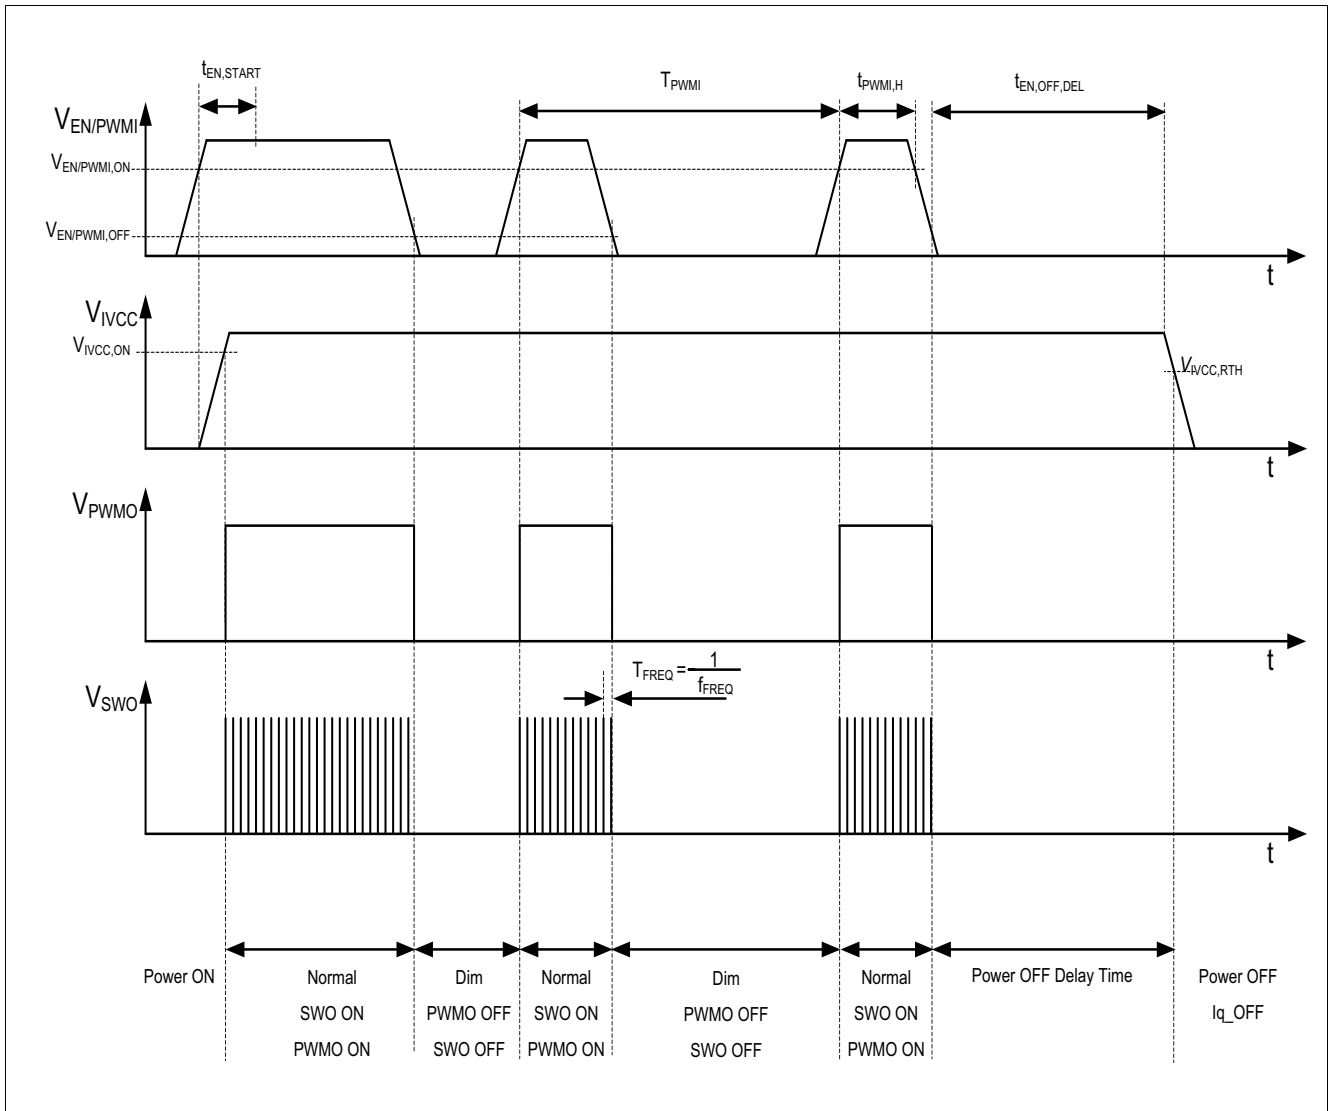 tEN,START
TPWMI
tPWMI,H
tEN,OFF,DEL
VEN/PWMI
VEN/PWMI,ON
VEN/PWMI,OFF
t
VIVCC
VIVCC,ON
VIVCC,RTH
t
VPWMO
t
TFREQ = 1
fFREQ
VSWO
t
Power ON
Normal
SWO ON
PWMO ON
Dim
PWMO OFF
SWO OFF
Normal
SWO ON
PWMO ON
Dim
PWMO OFF
SWO OFF
Normal
SWO ON
PWMO ON
Power OFF Delay Time
Power OFF
Iq_OFF